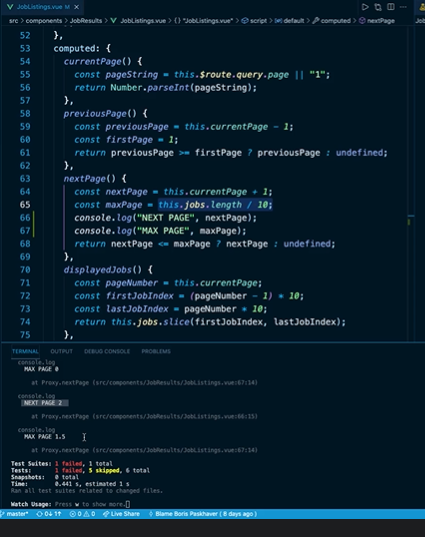 JobListings.vue M
src > components > JobResults > JobListings.vue > {} "JobListings.vue" > script > default > computed > nextPage
52 },
53 computed: {
54 currentPage() {
55 const pageString = this.$route.query.page || "1";
56 return Number.parseInt(pageString);
57 },
58 previousPage() {
59 const previousPage = this.currentPage - 1;
60 const firstPage = 1;
61 return previousPage >= firstPage ? previousPage : undefined;
62 },
63 nextPage() {
64 const nextPage = this.currentPage + 1;
65 const maxPage = this.jobs.length / 10;
66 console.log("NEXT PAGE", nextPage);
67 console.log("MAX PAGE", maxPage);
68 return nextPage <= maxPage ? nextPage : undefined;
69 },
70 displayedJobs() {
71 const pageNumber = this.currentPage;
72 const firstJobIndex = (pageNumber - 1) * 10;
73 const lastJobIndex = pageNumber * 10;
74 return this.jobs.slice(firstJobIndex, lastJobIndex);
75 },
TERMINAL OUTPUT DEBUG CONSOLE PROBLEMS
console.log
MAX PAGE 0
at Proxy.nextPage (src/components/JobResults/JobListings.vue:67:14)
console.log
NEXT PAGE 2
at Proxy.nextPage (src/components/JobResults/JobListings.vue:66:15)
console.log
MAX PAGE 1.5
at Proxy.nextPage (src/components/JobResults/JobListings.vue:67:14)
Test Suites: 1 failed, 1 total
Tests: 1 failed, 5 skipped, 6 total
Snapshots: 0 total
Time: 0.441 s, estimated 1 s
Ran all test suites related to changed files.
Watch Usage: Press w to show more.
master* 0↓ 1↑ 0 0 Live Share Blame Boris Paskhaver ( 6 days ago )